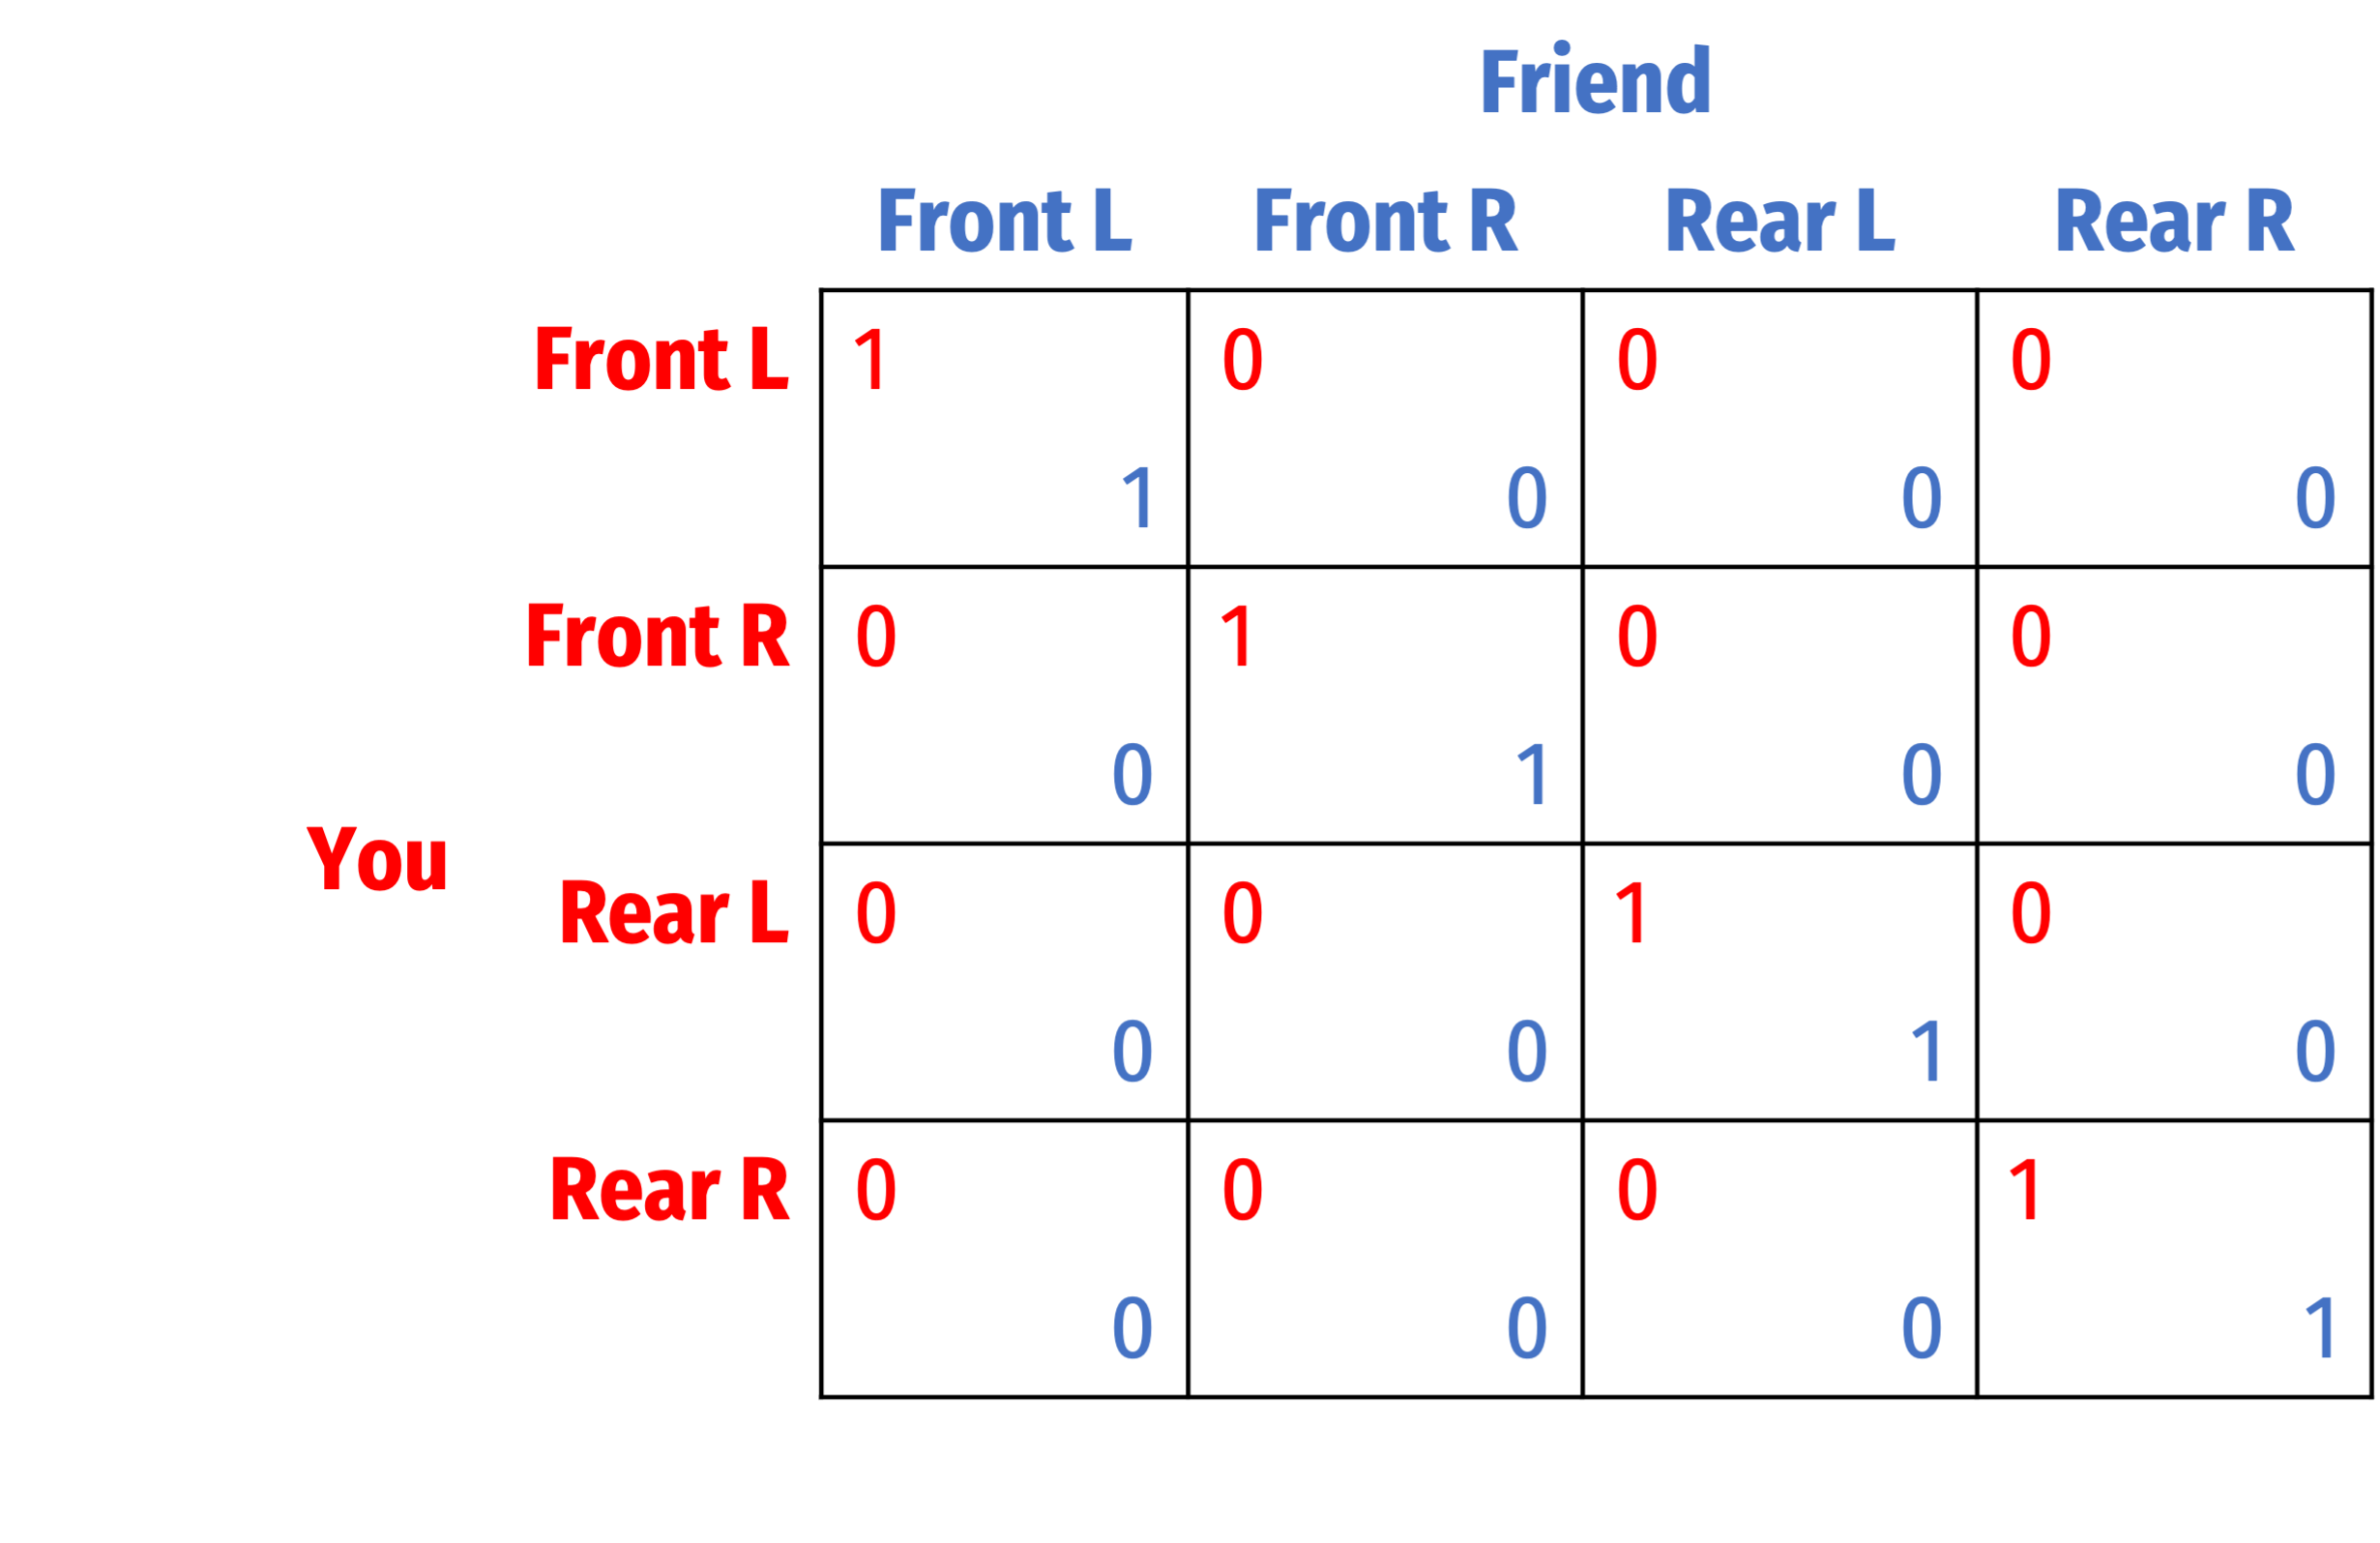 Friend
Front L Front R Rear L Rear R
Front L 1 0 0 0
1 0 0 0
Front R 0 1 0 0
0 1 0 0
You
Rear L 0 0 1 0
0 0 1 0
Rear R 0 0 0 1
0 0 0 1